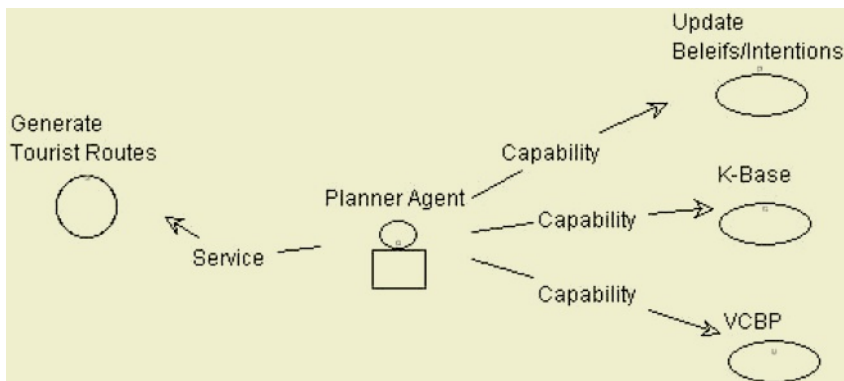 Update
Beleifs/Intentions
Generate
Tourist Routes
Capability
K-Base
Planner Agent
Capability
Service
Capability
VCBP